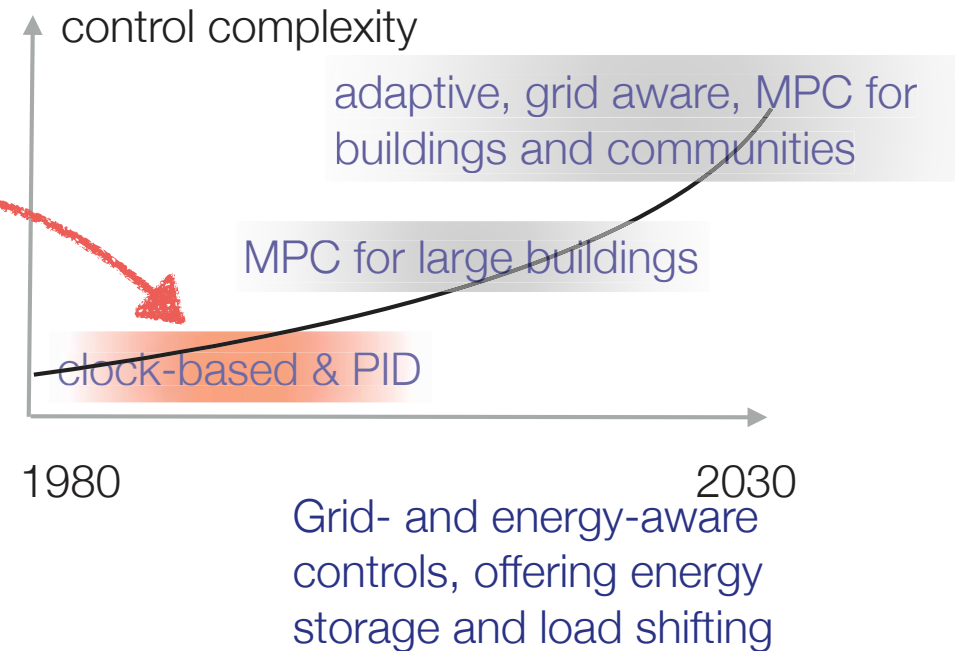 control complexity
adaptive, grid aware, MPC for
buildings and communities
MPC for large buildings
clock-based & PID
1980
2030
Grid- and energy-aware
controls, offering energy
storage and load shifting